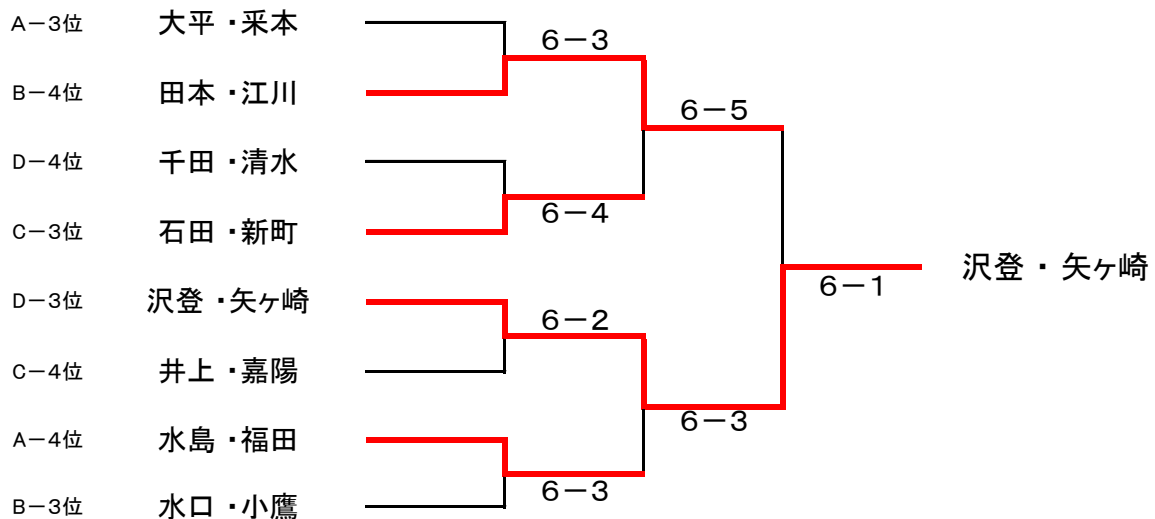 A－3位 大平・采本
6－3
B－4位 田本・江川
6－5
D－4位 千田・清水
6－4
C－3位 石田・新町
沢登・矢ヶ崎
6－1
D－3位 沢登・矢ヶ崎
6－2
C－4位 井上・嘉陽
6－3
A－4位 水島・福田
6－3
B－3位 水口・小鷹